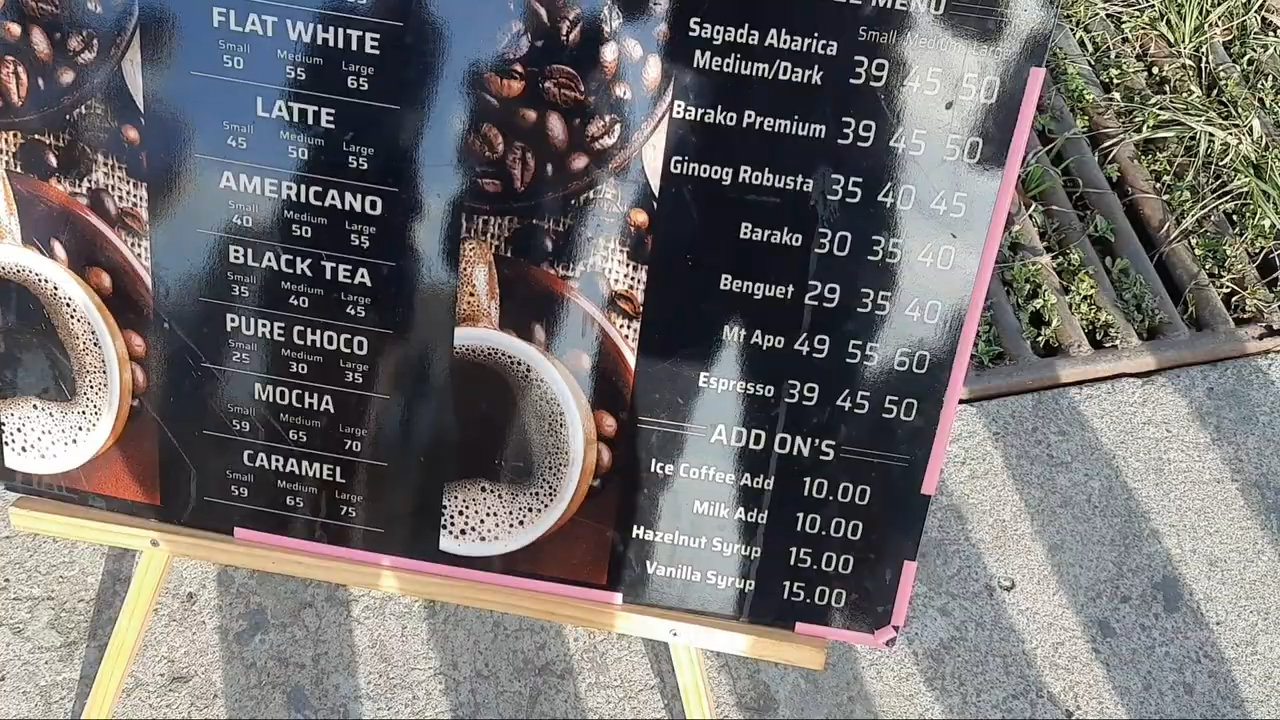 FLAT WHITE
Small Medium Large
50 55 65
LATTE
Small Medium Large
45 50 55
AMERICANO
Small Medium Large
40 50 55
BLACK TEA
Small Medium Large
35 40 45
PURE CHOCO
Small Medium Large
25 30 35
MOCHA
Small Medium Large
59 65 70
CARAMEL
Small Medium Large
59 65 75
MENU
Small Medium Large
Sagada Abarica
Medium/Dark 39 45 50
Barako Premium 39 45 50
Ginoog Robusta 35 40 45
Barako 30 35 40
Benguet 29 35 40
Mt Apo 49 55 60
Espresso 39 45 50
ADD ON'S
Ice Coffee Add 10.00
Milk Add 10.00
Hazelnut Syrup 15.00
Vanilla Syrup 15.00